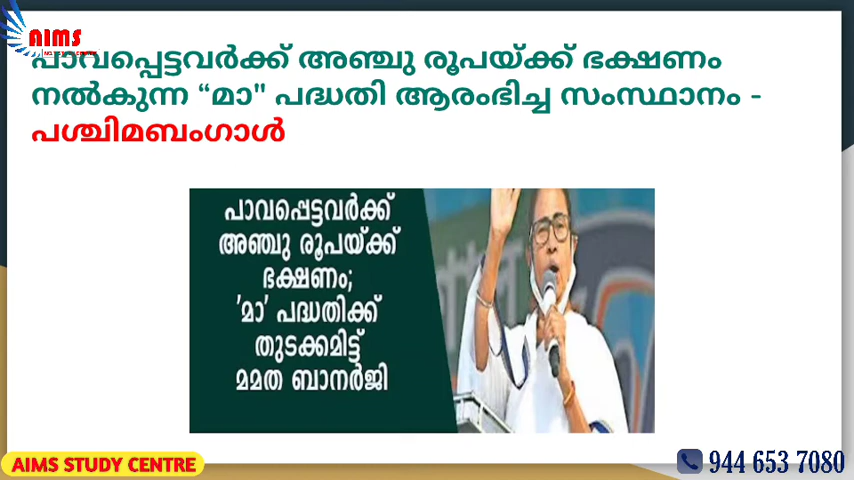 AIMS
പാവപ്പെട്ടവർക്ക് അഞ്ചു രൂപയ്ക്ക് ഭക്ഷണം
നൽകുന്ന “മാ" പദ്ധതി ആരംഭിച്ച സംസ്ഥാനം -
പശ്ചിമബംഗാൾ
പാവപ്പെട്ടവർക്ക്
അഞ്ചു രൂപയ്ക്ക്
ഭക്ഷണം;
'മാ' പദ്ധതിക്ക്
തുടക്കമിട്ട്
മമത ബാനർജി
AIMS STUDY CENTRE
944 653 7080